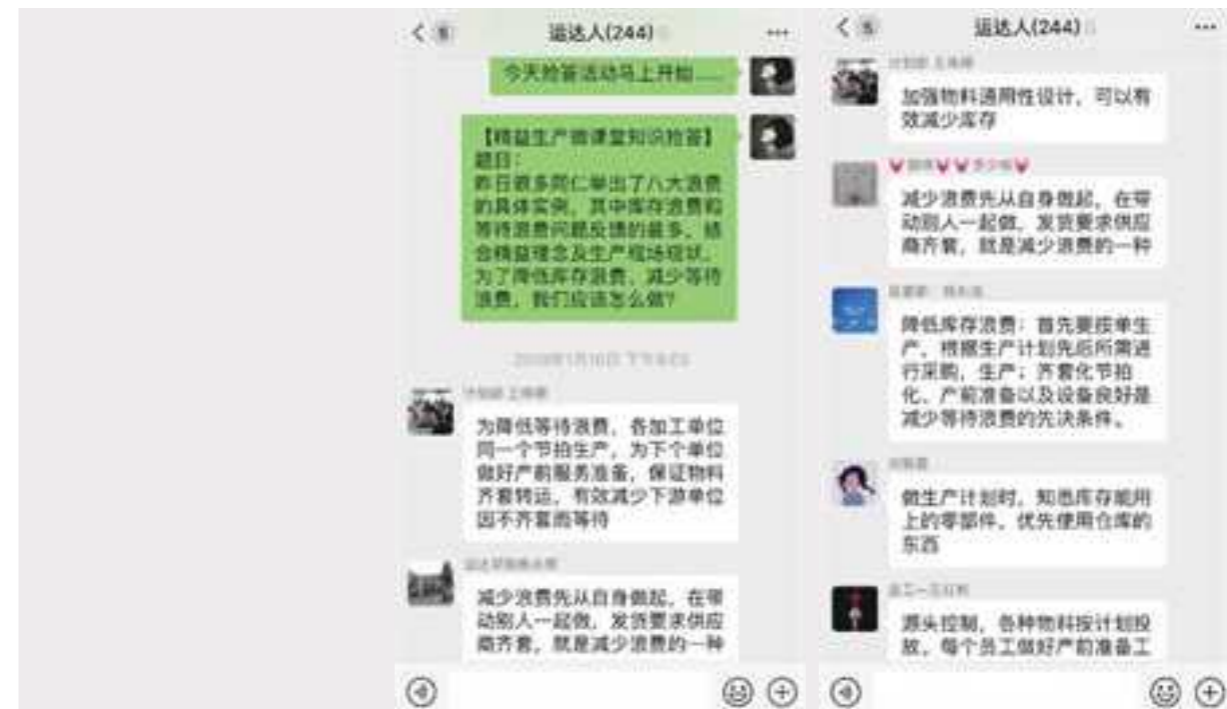 运达人(244)
今天抢答活动马上开始......
【精益生产微课堂知识抢答】
题目：
昨日很多同仁举出了八大浪费
的具体实例，其中库存浪费和
等待浪费问题反馈的最多，结
合精益理念及生产现场现状，
为了降低库存浪费，减少等待
浪费，我们应该怎么做？
为降低等待浪费，各加工单位
同一个节拍生产，为下个单位
做好产前服务准备，保证物料
齐套转运，有效减少下游单位
因不齐套而等待
减少浪费先从自身做起，在带
动别人一起做，发货要求供应
商齐套，就是减少浪费的一种
运达人(244)
加强物料通用性设计，可以有
效减少库存
减少浪费先从自身做起，在带
动别人一起做，发货要求供应
商齐套，就是减少浪费的一种
降低库存浪费：首先要按单生
产，根据生产计划先后所需进
行采购，生产；齐套化节拍
化、产前准备以及设备良好是
减少等待浪费的先决条件。
做生产计划时，知悉库存能用
上的零部件，优先使用仓库的
东西
源头控制，各种物料按计划投
放，每个员工做好产前准备工